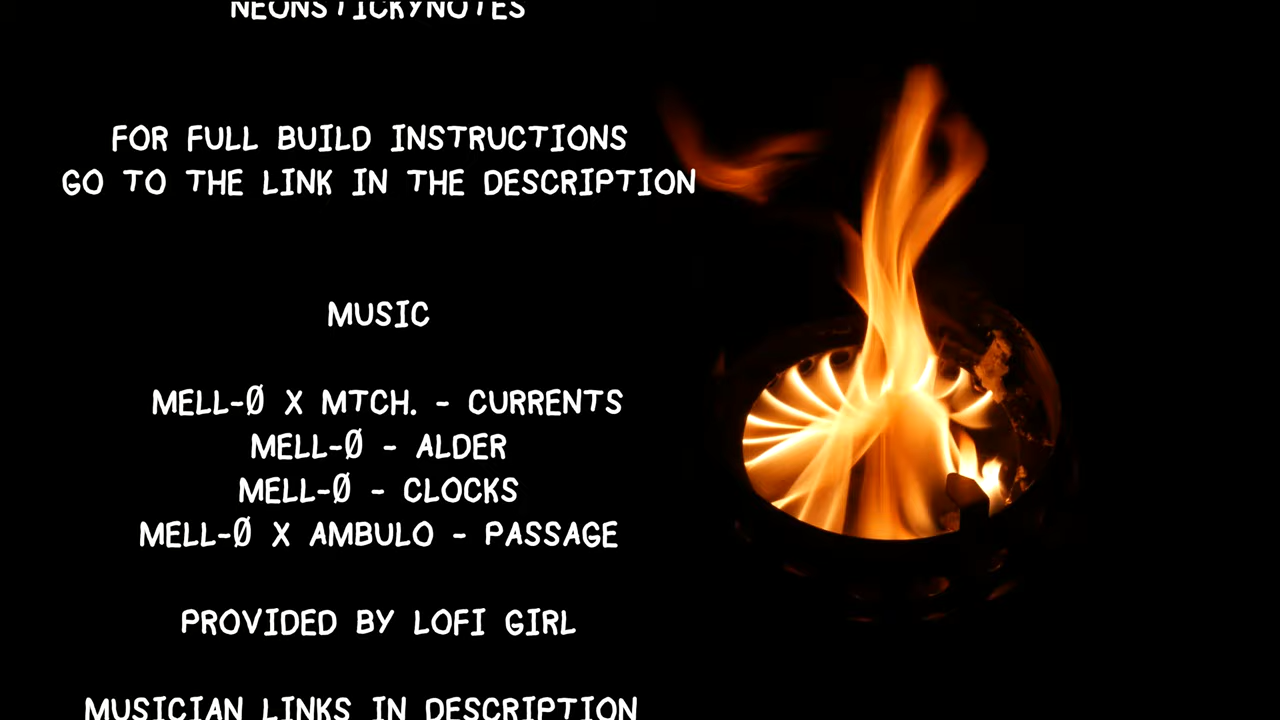 NEONSTICKYNOTES
FOR FULL BUILD INSTRUCTIONS
GO TO THE LINK IN THE DESCRIPTION
MUSIC
MELL-Ø X MTCH. - CURRENTS
MELL-Ø - ALDER
MELL-Ø - CLOCKS
MELL-Ø X AMBULO - PASSAGE
PROVIDED BY LOFI GIRL
MUSICIAN LINKS IN DESCRIPTION